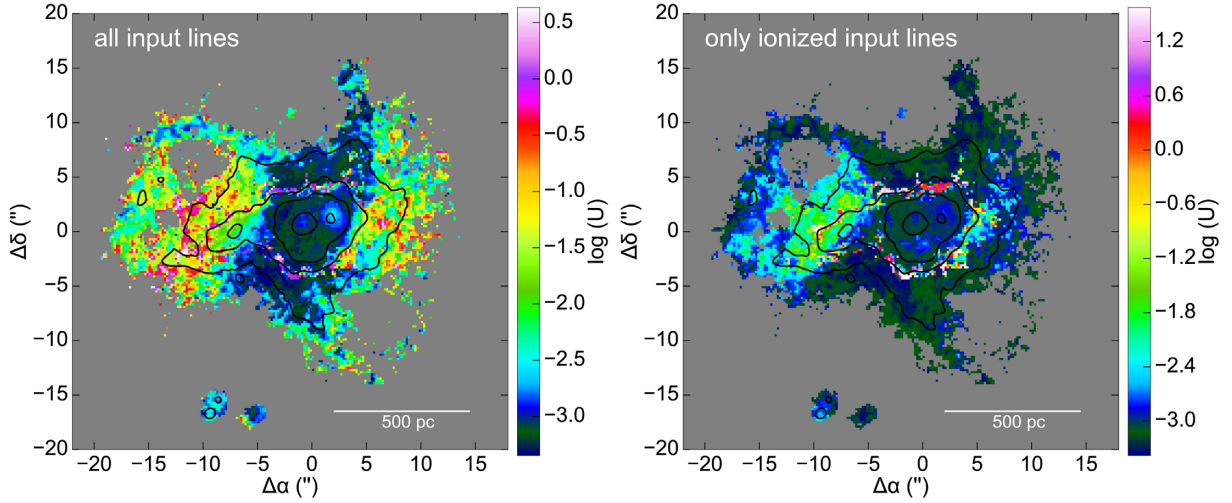 all input lines
20
15
10
5
0
−5
−10
−15
−20
Δδ ('')
−20 −15 −10 −5 0 5 10 15
Δα ('')
500 pc
0.5
0.0
−0.5
−1.0
−1.5
−2.0
−2.5
−3.0
log (U)
only ionized input lines
20
15
10
5
0
−5
−10
−15
−20
Δδ ('')
−20 −15 −10 −5 0 5 10 15
Δα ('')
500 pc
1.2
0.6
0.0
−0.6
−1.2
−1.8
−2.4
−3.0
log (U)